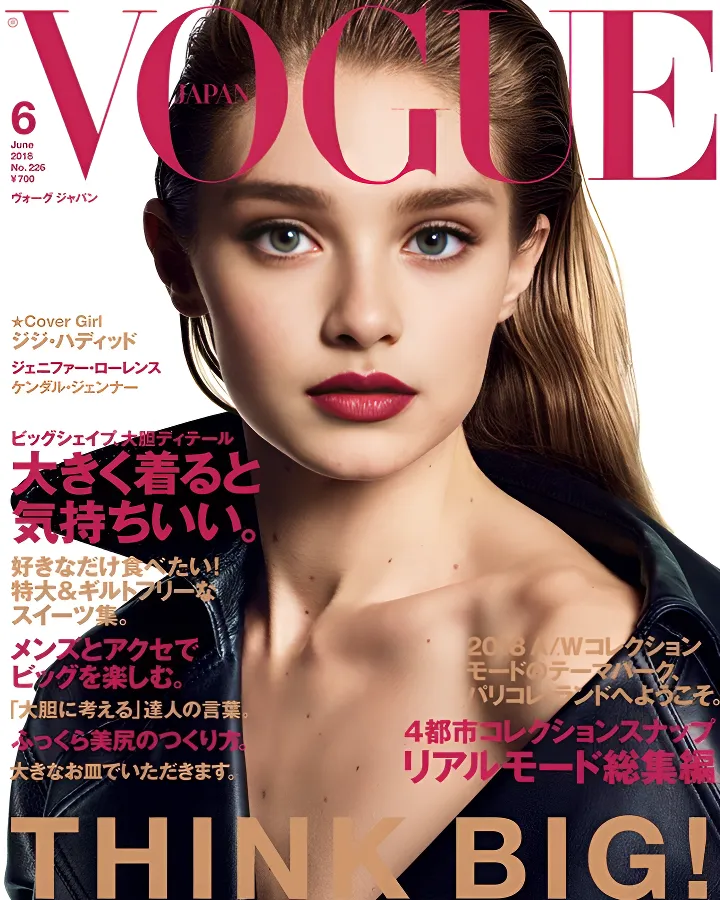 VOGUE
JAPAN
®
6
June
2018
No.226
¥700
ヴォーグ ジャパン
★Cover Girl
ジジ・ハディッド
ジェニファー・ローレンス
ケンダル・ジェンナー
ビッグシェイプ、大胆ディテール
大きく着ると
気持ちいい。
好きなだけ食べたい!
特大&ギルトフリーな
スイーツ集。
メンズとアクセで
ビッグを楽しむ。
「大胆に考える」達人の言葉。
ふっくら美尻のつくり方。
大きなお皿でいただきます。
2018 A/Wコレクション
モードのテーマパーク、
パリコレランドへようこそ。
4都市コレクションスナップ
リアルモード総集編
THINK BIG!